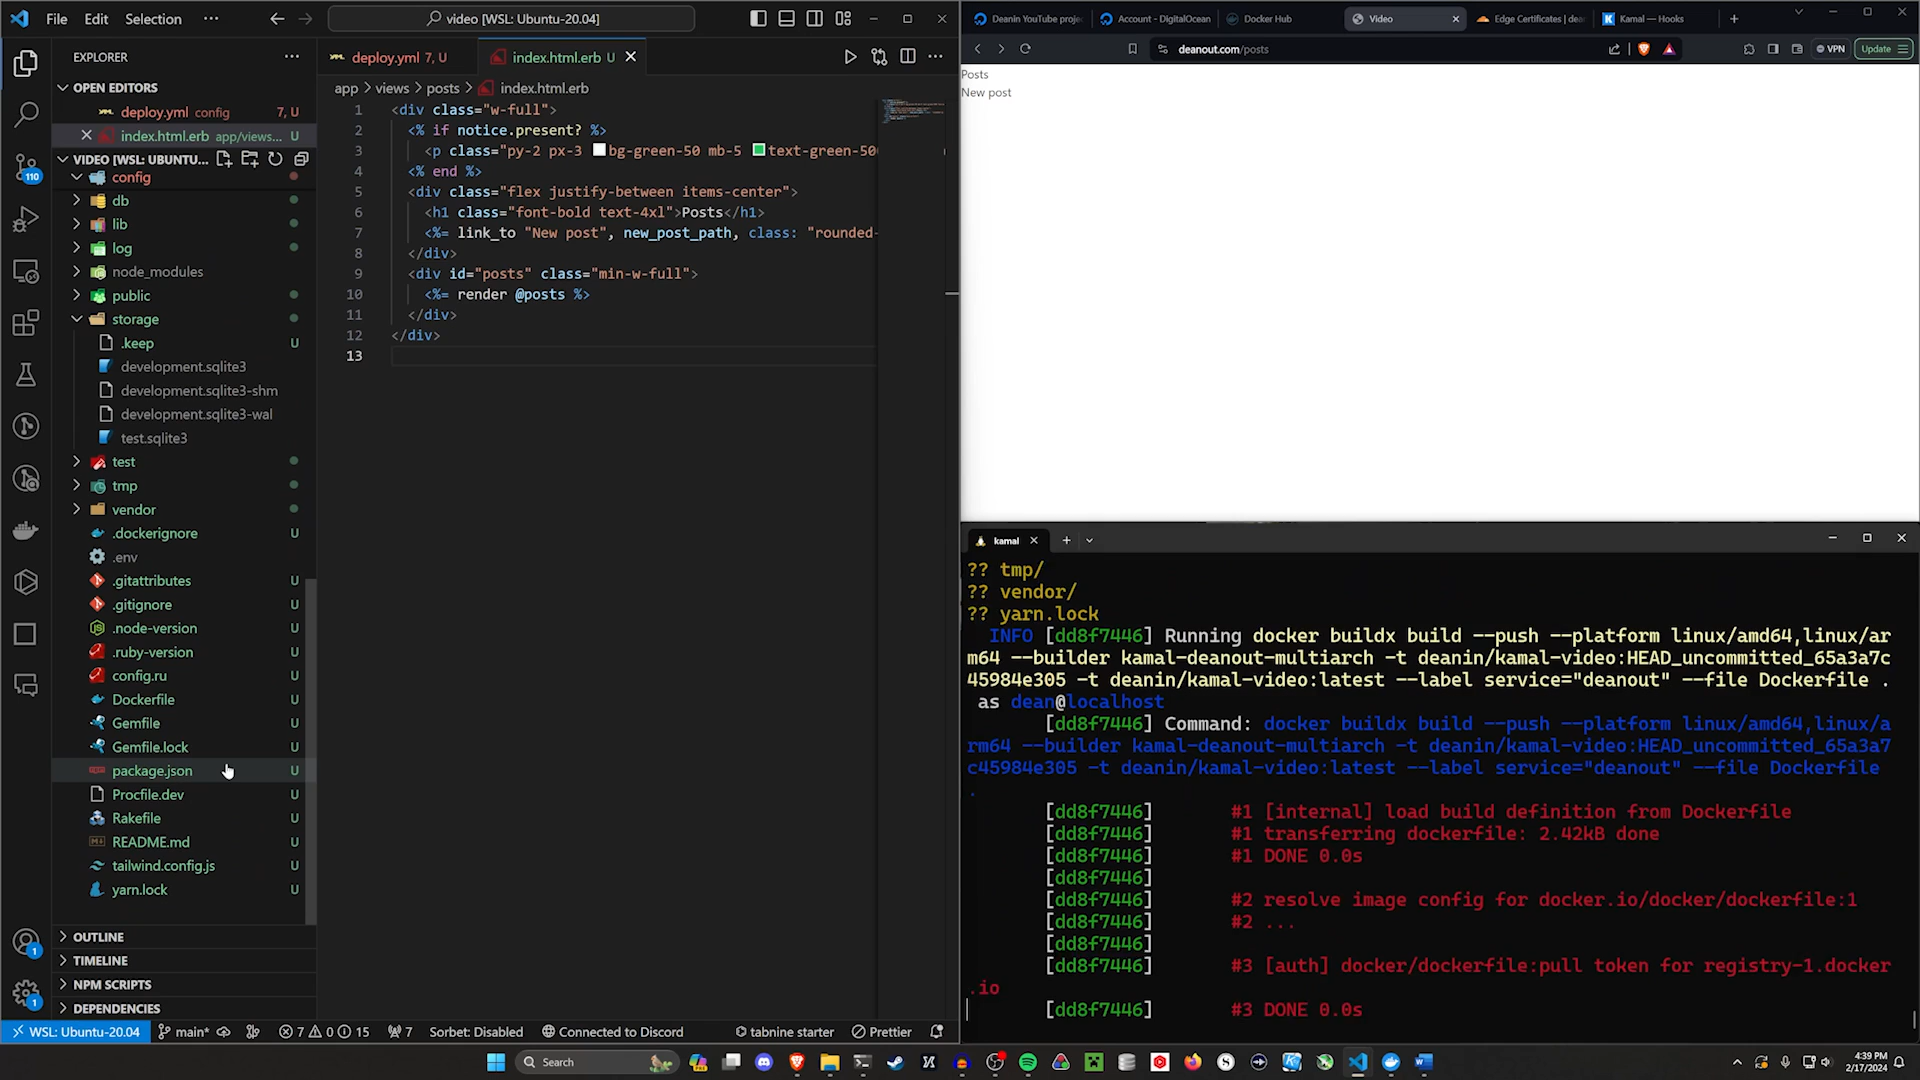 File Edit Selection ··· video [WSL: Ubuntu-20.04]
EXPLORER
OPEN EDITORS
deploy.yml config 7, U
index.html.erb app/views... U
VIDEO [WSL: UBUNTU...
config
db
lib
log
node_modules
public
storage
.keep U
development.sqlite3
development.sqlite3-shm
development.sqlite3-wal
test.sqlite3
test
tmp
vendor
.dockerignore U
.env
.gitattributes U
.gitignore U
.node-version U
.ruby-version U
config.ru U
Dockerfile U
Gemfile U
Gemfile.lock U
package.json U
Procfile.dev U
Rakefile U
README.md U
tailwind.config.js U
yarn.lock U
OUTLINE
TIMELINE
NPM SCRIPTS
DEPENDENCIES
110
1
1
deploy.yml 7, U index.html.erb U
app > views > posts > index.html.erb
1 <div class="w-full">
2 <% if notice.present? %>
3 <p class="py-2 px-3 bg-green-50 mb-5 text-green-50
4 <% end %>
5 <div class="flex justify-between items-center">
6 <h1 class="font-bold text-4xl">Posts</h1>
7 <%= link_to "New post", new_post_path, class: "rounded-
8 </div>
9 <div id="posts" class="min-w-full">
10 <%= render @posts %>
11 </div>
12 </div>
13
WSL: Ubuntu-20.04 main* 7 0 15 7 Sorbet: Disabled Connected to Discord tabnine starter Prettier
Deanin YouTube proje Account - DigitalOcean Docker Hub Video Edge Certificates | dea Kamal — Hooks
deanout.com/posts VPN Update
Posts
New post
kamal
?? tmp/
?? vendor/
?? yarn.lock
INFO [dd8f7446] Running docker buildx build --push --platform linux/amd64,linux/ar
m64 --builder kamal-deanout-multiarch -t deanin/kamal-video:HEAD_uncommitted_65a3a7c
45984e305 -t deanin/kamal-video:latest --label service="deanout" --file Dockerfile .
as dean@localhost
[dd8f7446] Command: docker buildx build --push --platform linux/amd64,linux/a
rm64 --builder kamal-deanout-multiarch -t deanin/kamal-video:HEAD_uncommitted_65a3a7
c45984e305 -t deanin/kamal-video:latest --label service="deanout" --file Dockerfile
.
[dd8f7446] #1 [internal] load build definition from Dockerfile
[dd8f7446] #1 transferring dockerfile: 2.42kB done
[dd8f7446] #1 DONE 0.0s
[dd8f7446]
[dd8f7446] #2 resolve image config for docker.io/docker/dockerfile:1
[dd8f7446] #2 ...
[dd8f7446]
[dd8f7446] #3 [auth] docker/dockerfile:pull token for registry-1.docker
.io
[dd8f7446] #3 DONE 0.0s
Search
4:39 PM
2/17/2024